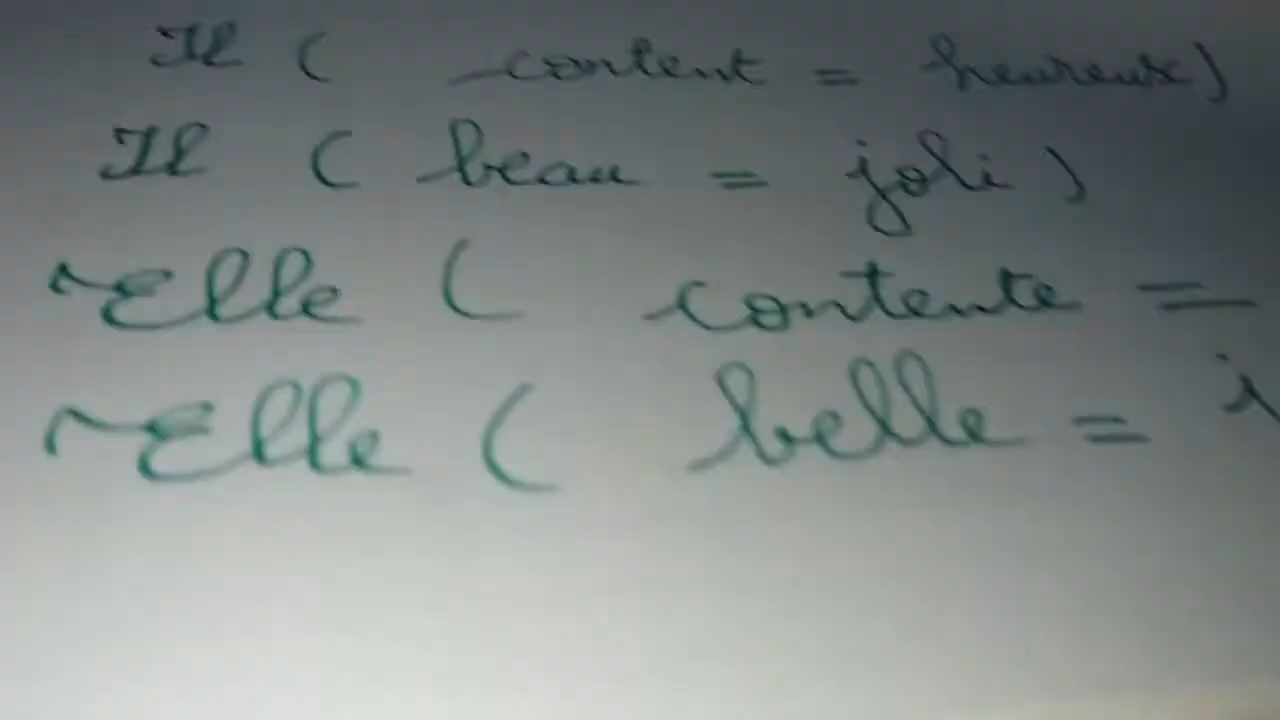 Il ( content = heureux)
Il ( beau = joli)
Elle ( contente =
Elle ( belle =